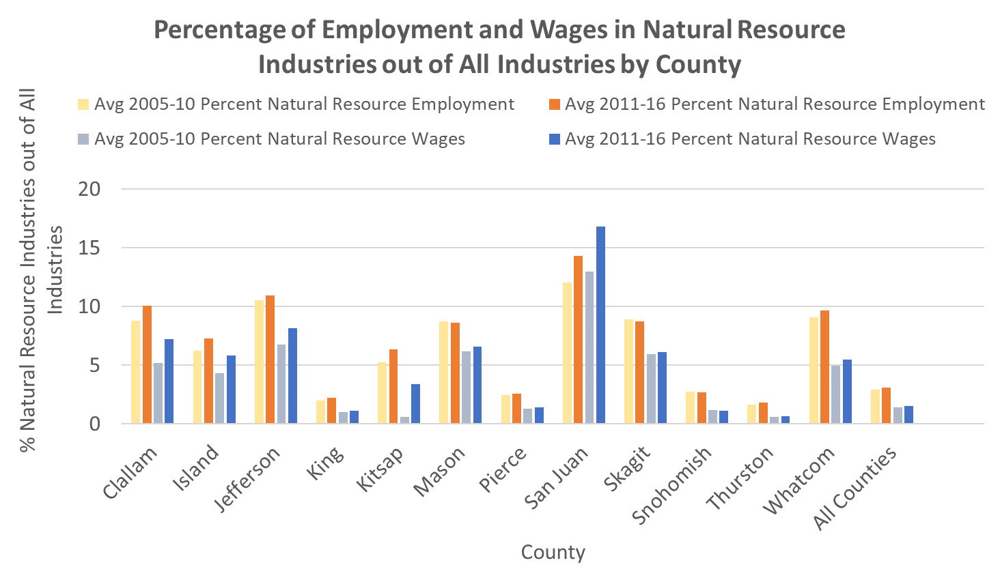 Percentage of Employment and Wages in Natural Resource
Industries out of All Industries by County
Avg 2005-10 Percent Natural Resource Employment
Avg 2011-16 Percent Natural Resource Employment
Avg 2005-10 Percent Natural Resource Wages
Avg 2011-16 Percent Natural Resource Wages
% Natural Resource Industries out of All
Industries
20
15
10
5
0
Clallam
Island
Jefferson
King
Kitsap
Mason
Pierce
San Juan
Skagit
Snohomish
Thurston
Whatcom
All Counties
County